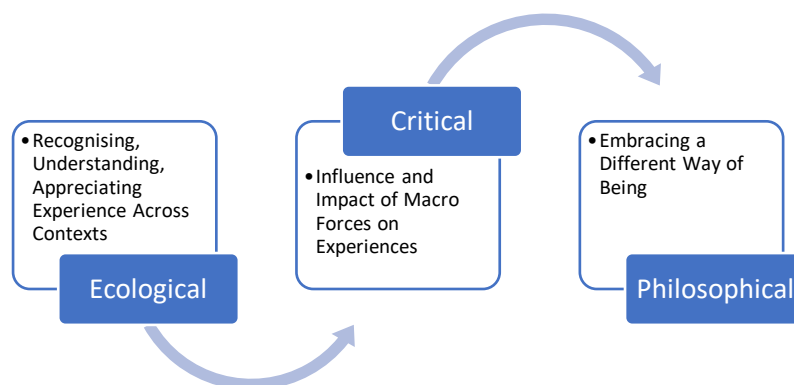 •Recognising,
Understanding,
Appreciating
Experience Across
Contexts
Ecological
Critical
•Influence and
Impact of Macro
Forces on
Experiences
•Embracing a
Different Way of
Being
Philosophical